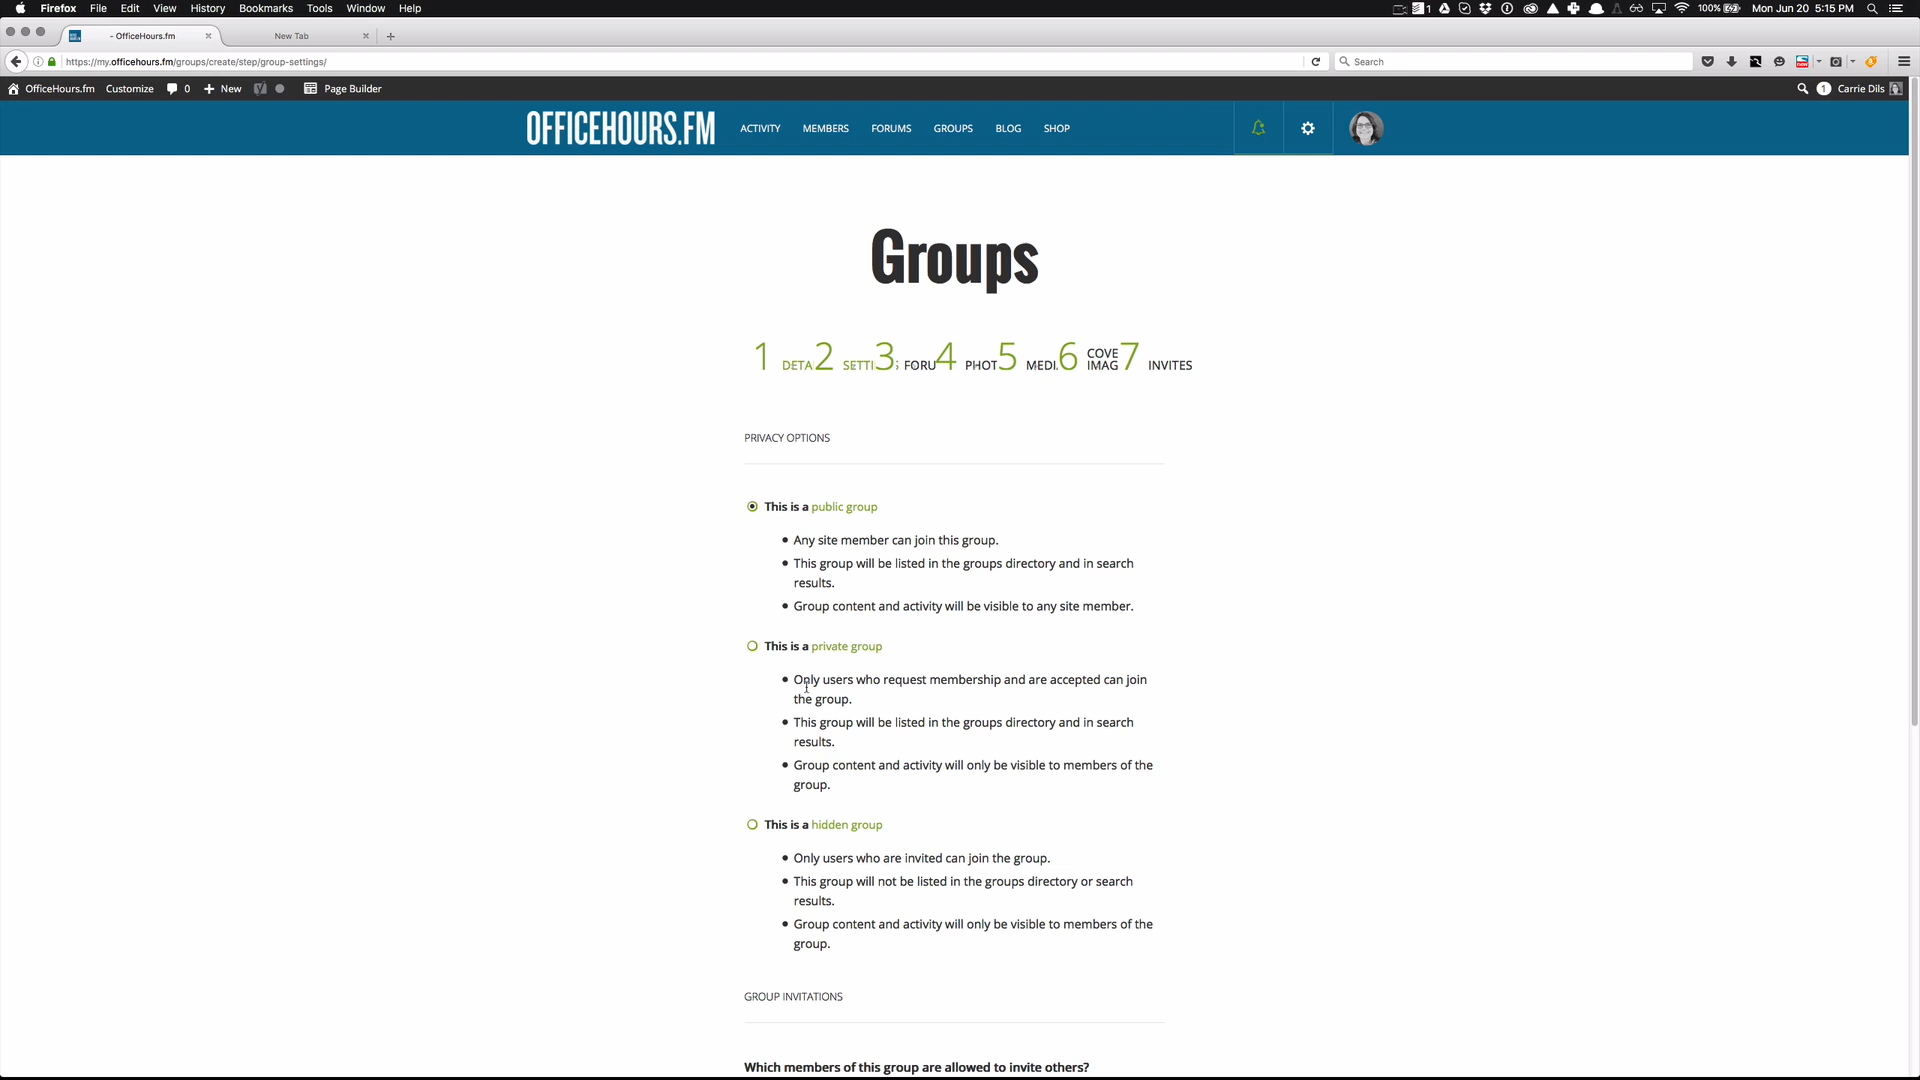 Firefox File Edit View History Bookmarks Tools Window Help
1 100% Mon Jun 20 5:15 PM
- OfficeHours.fm
New Tab
https://my.officehours.fm/groups/create/step/group-settings/
Search
OfficeHours.fm Customize 0 New Page Builder
1 Carrie Dils
OFFICEHOURS.FM ACTIVITY MEMBERS FORUMS GROUPS BLOG SHOP
Groups
1 DETA 2 SETTI 3 S FORU 4 PHOT 5 MEDI 6 COVE IMAG 7 INVITES
PRIVACY OPTIONS
This is a public group
• Any site member can join this group.
• This group will be listed in the groups directory and in search
results.
• Group content and activity will be visible to any site member.
This is a private group
• Only users who request membership and are accepted can join
the group.
• This group will be listed in the groups directory and in search
results.
• Group content and activity will only be visible to members of the
group.
This is a hidden group
• Only users who are invited can join the group.
• This group will not be listed in the groups directory or search
results.
• Group content and activity will only be visible to members of the
group.
GROUP INVITATIONS
Which members of this group are allowed to invite others?